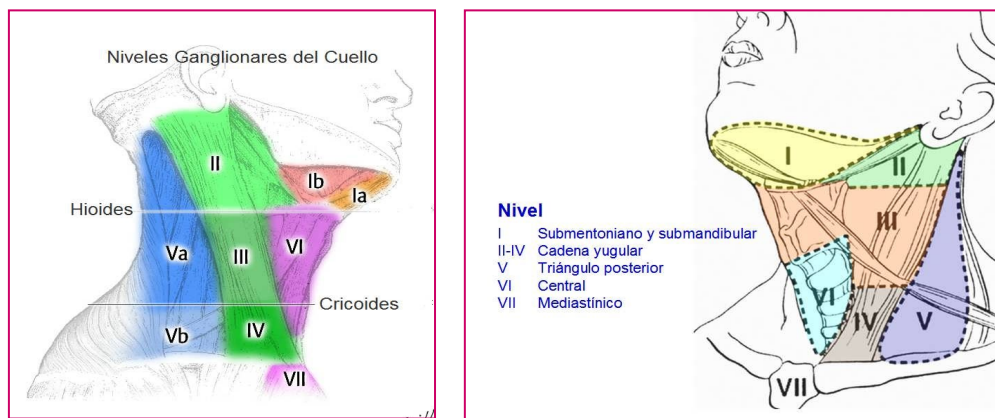 Niveles Ganglionares del Cuello
II
Ib
Ia
Hioides
Va
III
VI
Cricoides
Vb
IV
VII
I
II
Nivel
I Submentoniano y submandibular
II-IV Cadena yugular
V Triángulo posterior
VI Central
VII Mediastínico
III
VI
IV
V
VII